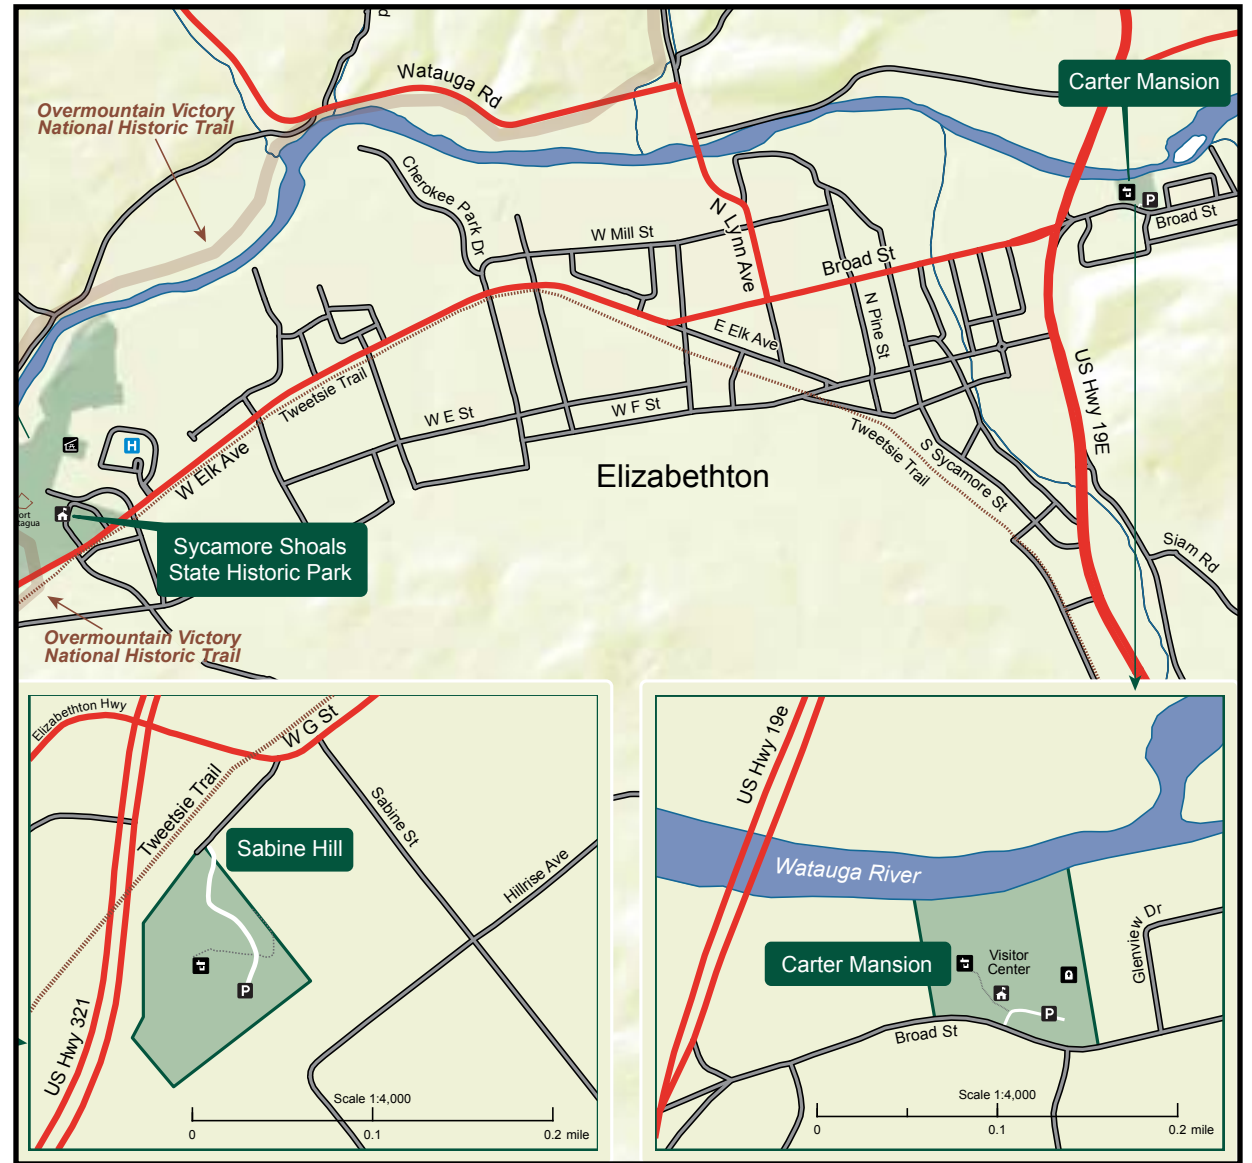 Carter Mansion
Watauga Rd
Overmountain Victory
National Historic Trail
Cherokee Park Dr
N Lynn Ave
W Mill St
Broad St
Broad St
E Elk Ave
N Pine St
US Hwy 19E
Tweetsie Trail
W E St
W F St
W Elk Ave
H
P
Tweetsie Trail
S Sycamore St
Elizabethton
Siam Rd
Sycamore Shoals
State Historic Park
Overmountain Victory
National Historic Trail
Elizabethton Hwy
W G St
Tweetsie Trail
Sabine St
Sabine Hill
Hillrise Ave
P
US Hwy 321
Scale 1:4,000
0
0.1
0.2 mile
US Hwy 19e
Watauga River
Carter Mansion
Visitor
Center
Glenview Dr
P
Broad St
Scale 1:4,000
0
0.1
0.2 mile